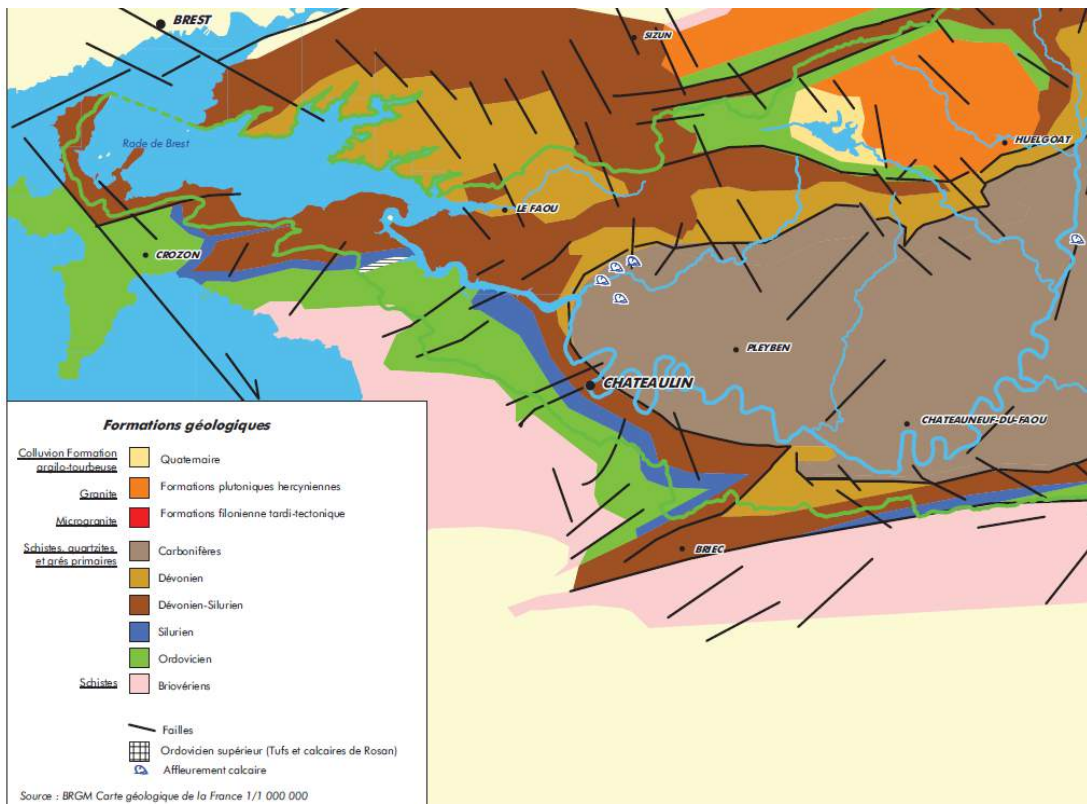 BREST
SIZUN
Rade de Brest
HUELGOAT
LE FAOU
CROZON
PLEYBEN
CHATEAULIN
CHATEAUNEUF-DU-FAOU
BRIEC
Formations géologiques
Colluvion Formation
argilo-tourbeuse
Quaternaire
Granite
Formations plutoniques hercyniennes
Microgranite
Formations filonienne tardi-tectonique
Schistes, quartzites
et grés primaires
Carbonifères
Dévonien
Dévonien-Silurien
Silurien
Ordovicien
Schistes
Briovériens
Failles
Ordovicien supérieur (Tufs et calcaires de Rosan)
Affleurement calcaire
Source : BRGM Carte géologique de la France 1/1 000 000